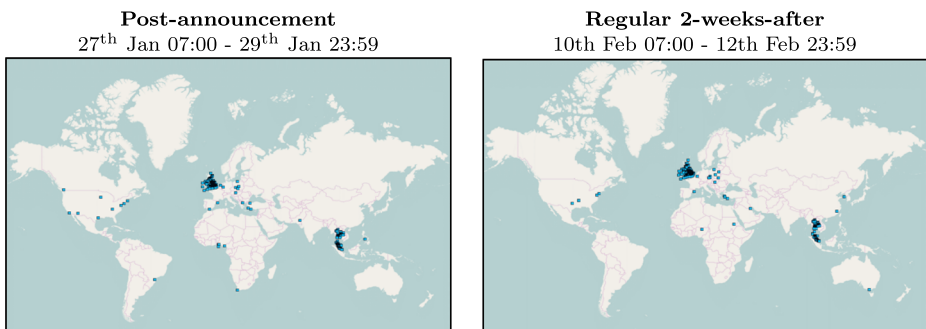 Post-announcement
27th Jan 07:00 - 29th Jan 23:59
Regular 2-weeks-after
10th Feb 07:00 - 12th Feb 23:59